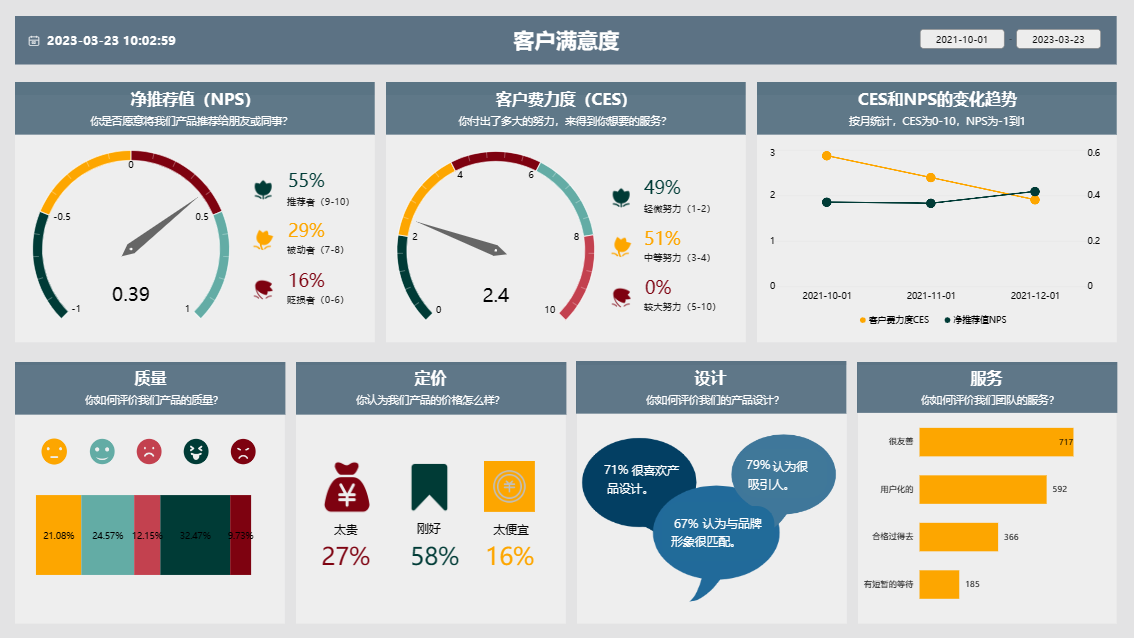 2023-03-23 10:02:59
客户满意度
2021-10-01 - 2023-03-23
净推荐值（NPS）
你是否愿意将我们产品推荐给朋友或同事?
-1
-0.5
0
0.5
1
0.39
55%
推荐者（9-10）
29%
被动者（7-8）
16%
贬损者（0-6）
客户费力度（CES）
你付出了多大的努力，来得到你想要的服务?
0
2
4
6
8
10
2.4
49%
轻微努力（1-2）
51%
中等努力（3-4）
0%
较大努力（5-10）
CES和NPS的变化趋势
按月统计，CES为0-10，NPS为-1到1
3
2
1
0
0.6
0.4
0.2
0
2021-10-01
2021-11-01
2021-12-01
客户费力度CES
净推荐值NPS
质量
你如何评价我们产品的质量?
21.08%
24.57%
12.15%
32.47%
9.73%
定价
你认为我们产品的价格怎么样?
太贵
27%
刚好
58%
太便宜
16%
设计
你如何评价我们的产品设计?
71% 很喜欢产
品设计。
79% 认为很
吸引人。
67% 认为与品牌
形象很匹配。
服务
你如何评价我们团队的服务?
很友善
717
用户化的
592
合格过得去
366
有短暂的等待
185